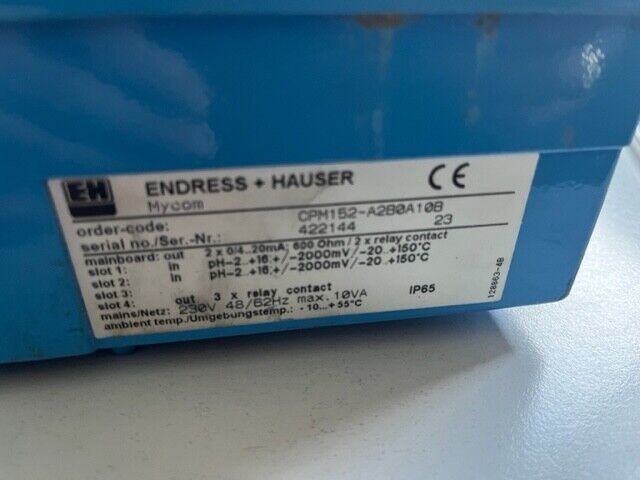 EH ENDRESS + HAUSER CE
Mycom
order-code: CPM152-A2B0A10B
serial no./Ser.-Nr.: 422144 23
mainboard: out 2 x 0/4..20mA; 600 Ohm / 2 x relay contact
slot 1: in pH-2..+16;+/-2000mV/-20..+150°C
slot 2: in pH-2..+16;+/-2000mV/-20..+150°C
slot 3:
slot 4: out 3 x relay contact
mains/Netz: 230V 48/62Hz max. 10VA IP65
ambient temp./Umgebungstemp.: -10...+55°C
128863-4B